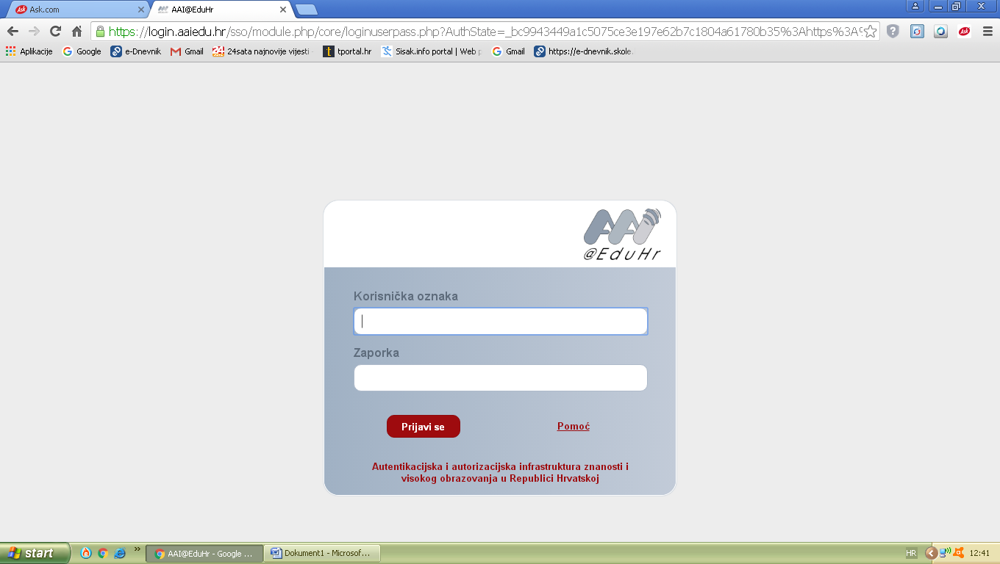 Ask.com
AAI@EduHr
https://login.aaiedu.hr/sso/module.php/core/loginuserpass.php?AuthState=_bc9943449a1c5075ce3e197e62b7c1804a61780b35%3Ahttps%3A%
Aplikacije
Google
e-Dnevnik
Gmail
24sata najnovije vijesti
tportal.hr
Sisak.info portal | Web p
Gmail
https://e-dnevnik.skole.
AAI
@EduHr
Korisnička oznaka
Zaporka
Prijavi se
Pomoć
Autentikacijska i autorizacijska infrastruktura znanosti i
visokog obrazovanja u Republici Hrvatskoj
start
»
AAI@EduHr - Google ...
Dokument1 - Microsof...
HR
12:41